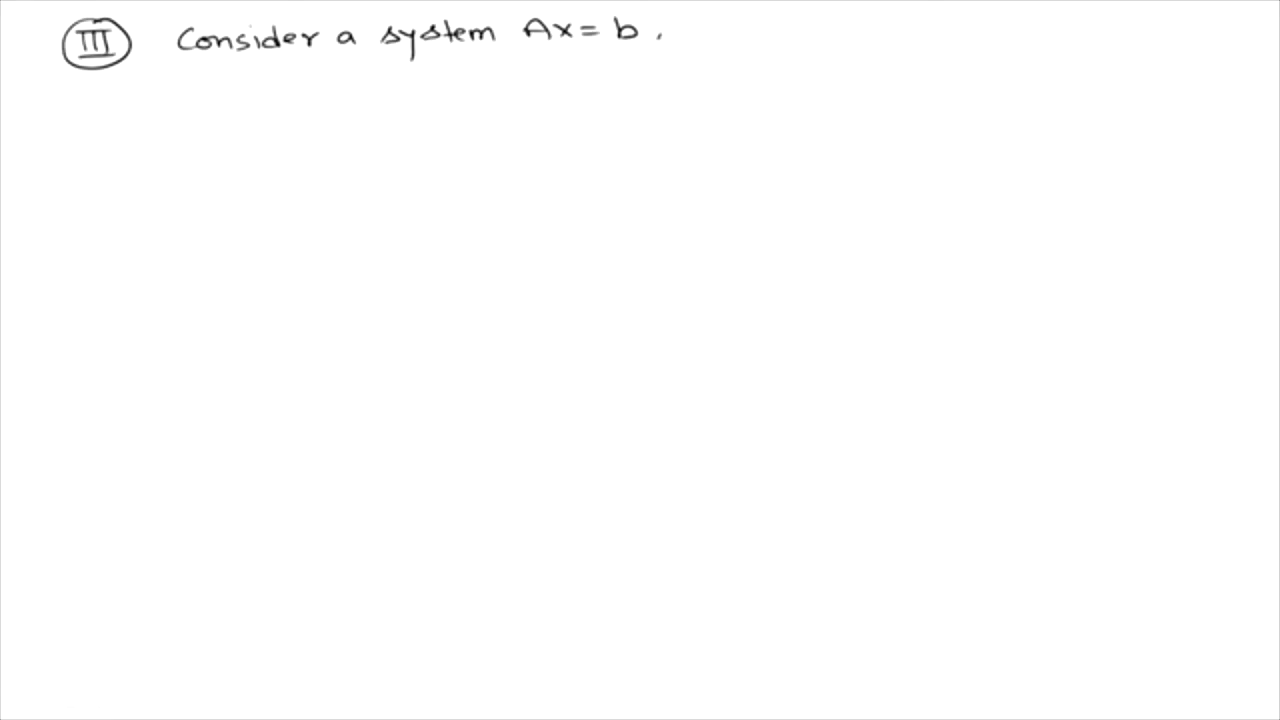 III Consider a system Ax = b.